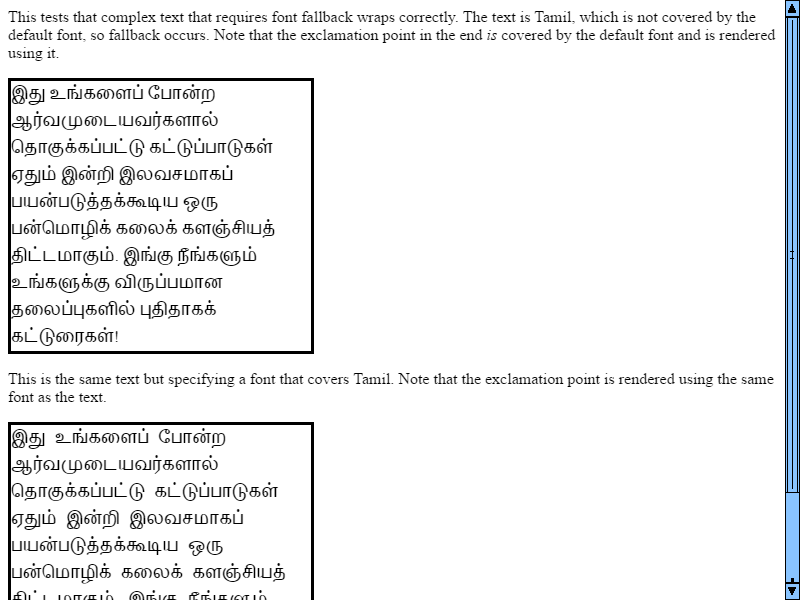 This tests that complex text that requires font fallback wraps correctly. The text is Tamil, which is not covered by the
default font, so fallback occurs. Note that the exclamation point in the end is covered by the default font and is rendered
using it.
இது உங்களைப் போன்ற
ஆர்வமுடையவர்களால்
தொகுக்கப்பட்டு கட்டுப்பாடுகள்
ஏதும் இன்றி இலவசமாகப்
பயன்படுத்தக்கூடிய ஒரு
பன்மொழிக் கலைக் களஞ்சியத்
திட்டமாகும். இங்கு நீங்களும்
உங்களுக்கு விருப்பமான
தலைப்புகளில் புதிதாகக்
கட்டுரைகள்!
This is the same text but specifying a font that covers Tamil. Note that the exclamation point is rendered using the same
font as the text.
இது உங்களைப் போன்ற
ஆர்வமுடையவர்களால்
தொகுக்கப்பட்டு கட்டுப்பாடுகள்
ஏதும் இன்றி இலவசமாகப்
பயன்படுத்தக்கூடிய ஒரு
பன்மொழிக் கலைக் களஞ்சியத்
திட்டமாகும். இங்கு நீங்களும்